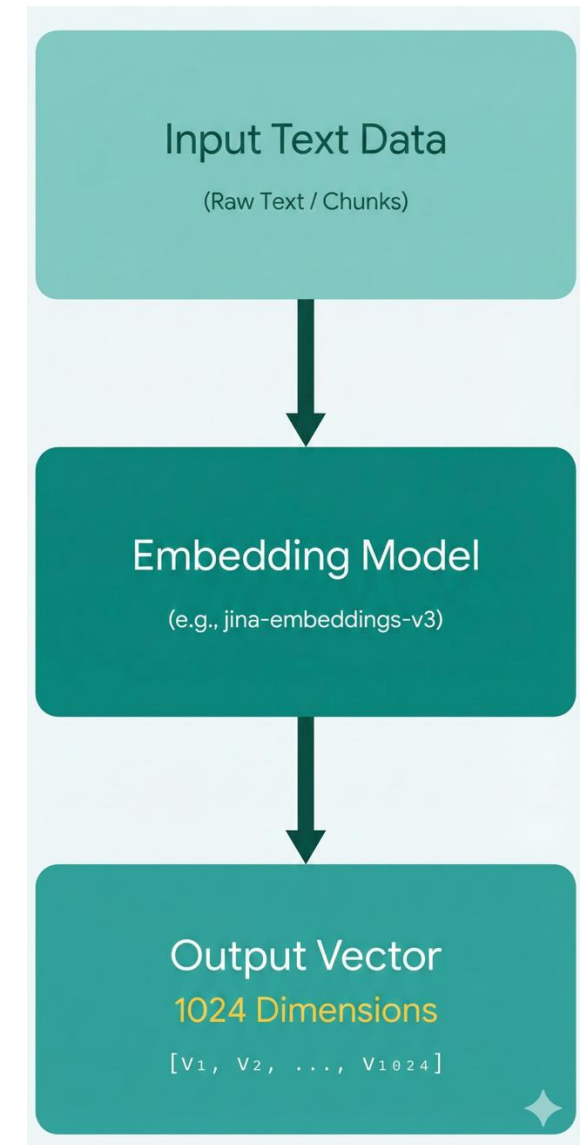 Input Text Data
(Raw Text / Chunks)
Embedding Model
(e.g., jina-embeddings-v3)
Output Vector
1024 Dimensions
[V₁, V₂, ..., V₁₀₂₄]